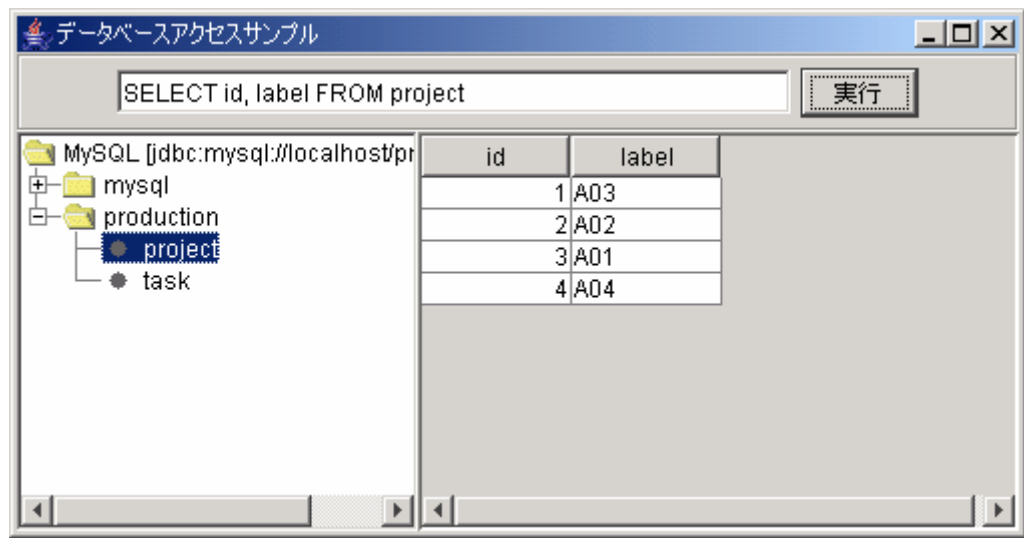 データベースアクセスサンプル
SELECT id, label FROM project
実行
MySQL [jdbc:mysql://localhost/pr
mysql
production
project
task
id label
1 A03
2 A02
3 A01
4 A04